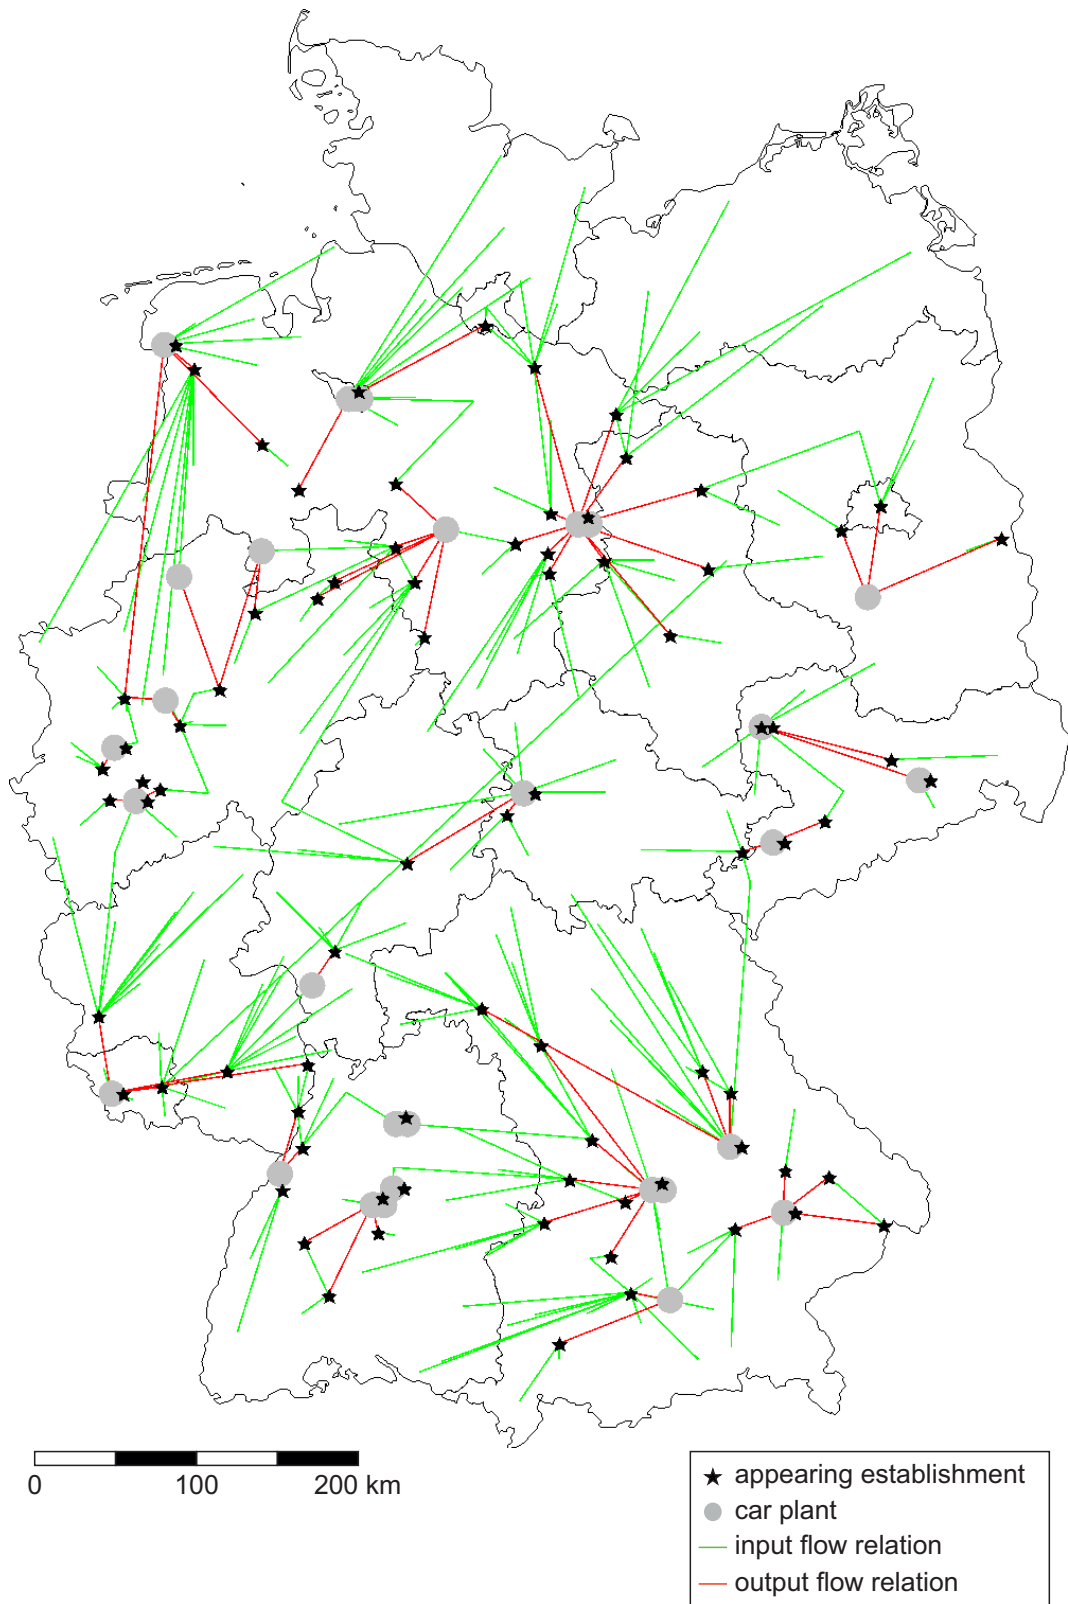 0 100 200 km
appearing establishment
car plant
input flow relation
output flow relation